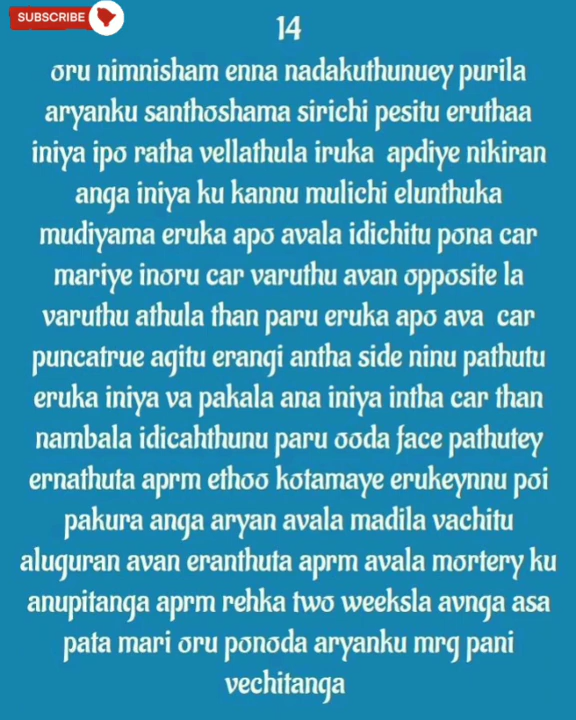 SUBSCRIBE
14
oru nimnisham enna nadakuthunuey purila
aryanku santhoshama sirichi pesitu eruthaa
iniya ipo ratha vellathula iruka apdiye nikiran
anga iniya ku kannu mulichi elunthuka
mudiyama eruka apo avala idichitu pona car
mariye inoru car varuthu avan opposite la
varuthu athula than paru eruka apo ava car
puncatrue agitu erangi antha side ninu pathutu
eruka iniya va pakala ana iniya intha car than
nambala idicahthunu paru ooda face pathutey
ernathuta aprm ethoo kotamaye erukeynnu poi
pakura anga aryan avala madila vachitu
aluguran avan eranthuta aprm avala mortery ku
anupitanga aprm rehka two weeksla avnga asa
pata mari oru ponoda aryanku mrg pani
vechitanga